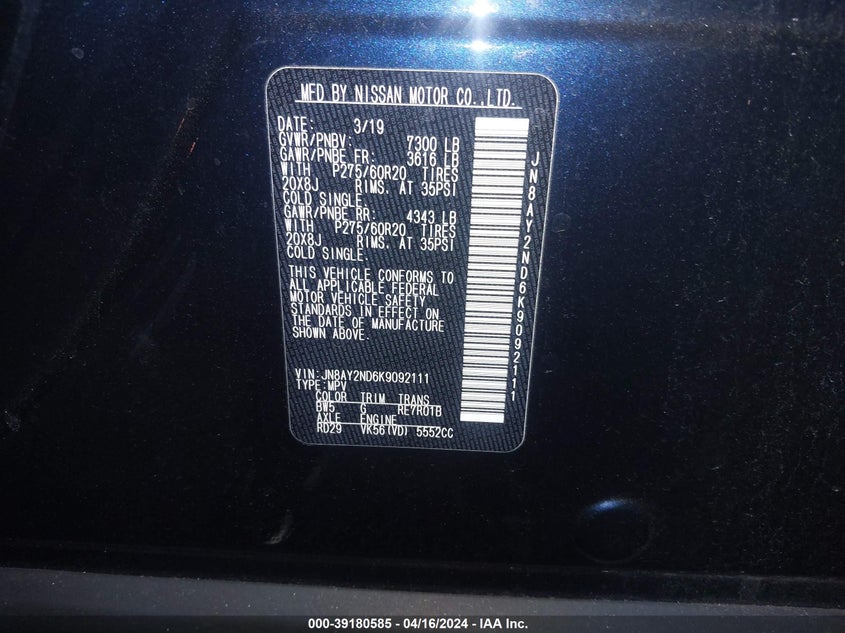 MFD BY NISSAN MOTOR CO.,LTD.
DATE: 3/19
GVWR/PNBV: 7300 LB
GAWR/PNBE FR: 3616 LB
WITH P275/60R20 TIRES
20X8J RIMS. AT 35PSI
COLD SINGLE.
GAWR/PNBE RR: 4343 LB
WITH P275/60R20 TIRES
20X8J RIMS. AT 35PSI
COLD SINGLE.
THIS VEHICLE CONFORMS TO
ALL APPLICABLE FEDERAL
MOTOR VEHICLE SAFETY
STANDARDS IN EFFECT ON
THE DATE OF MANUFACTURE
SHOWN ABOVE.
VIN:JN8AY2ND6K9092111
TYPE:MPV
COLOR TRIM TRANS
BW5 G RE7R01B
AXLE ENGINE
RD29 VK56(VD) 5552CC
JN8AY2ND6K9092111
000-39180585 - 04/16/2024 - IAA Inc.